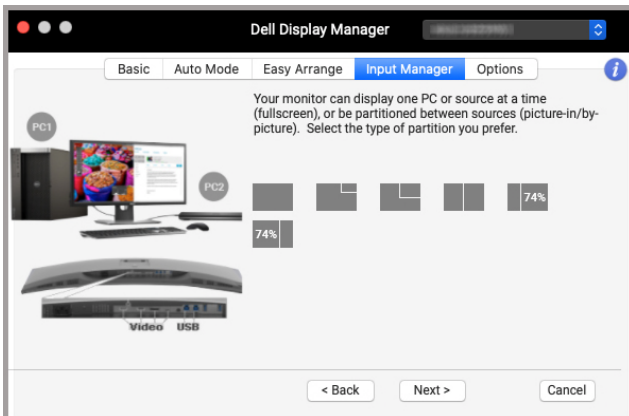 Dell Display Manager
Basic
Auto Mode
Easy Arrange
Input Manager
Options
i
Your monitor can display one PC or source at a time
(fullscreen), or be partitioned between sources (picture-in/by-
picture). Select the type of partition you prefer.
PC1
PC2
74%
74%
Video USB
< Back
Next >
Cancel